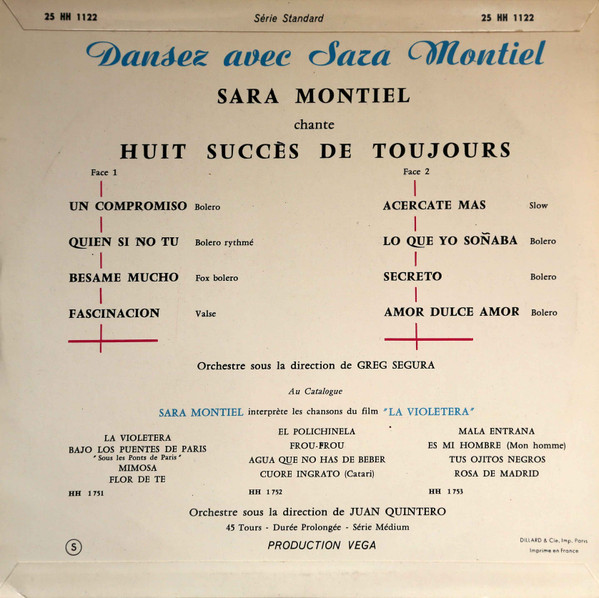 25 HH 1122 Série Standard 25 HH 1122
Dansez avec Sara Montiel
SARA MONTIEL
chante
HUIT SUCCÈS DE TOUJOURS
Face 1
UN COMPROMISO Bolero
QUIEN SI NO TU Bolero rythmé
BESAME MUCHO Fox bolero
FASCINACION Valse
Face 2
ACERCATE MAS Slow
LO QUE YO SOÑABA Bolero
SECRETO Bolero
AMOR DULCE AMOR Bolero
Orchestre sous la direction de GREG SEGURA
Au Catalogue
SARA MONTIEL interprète les chansons du film "LA VIOLETERA"
LA VIOLETERA
BAJO LOS PUENTES DE PARIS
"Sous les Ponts de Paris"
MIMOSA
FLOR DE TE
HH 1751
EL POLICHINELA
FROU-FROU
AGUA QUE NO HAS DE BEBER
CUORE INGRATO (Catari)
HH 1752
MALA ENTRANA
ES MI HOMBRE (Mon homme)
TUS OJITOS NEGROS
ROSA DE MADRID
HH 1753
Orchestre sous la direction de JUAN QUINTERO
45 Tours - Durée Prolongée - Série Médium
S
PRODUCTION VEGA
DILLARD & Cie, Imp. Paris
Imprimé en France